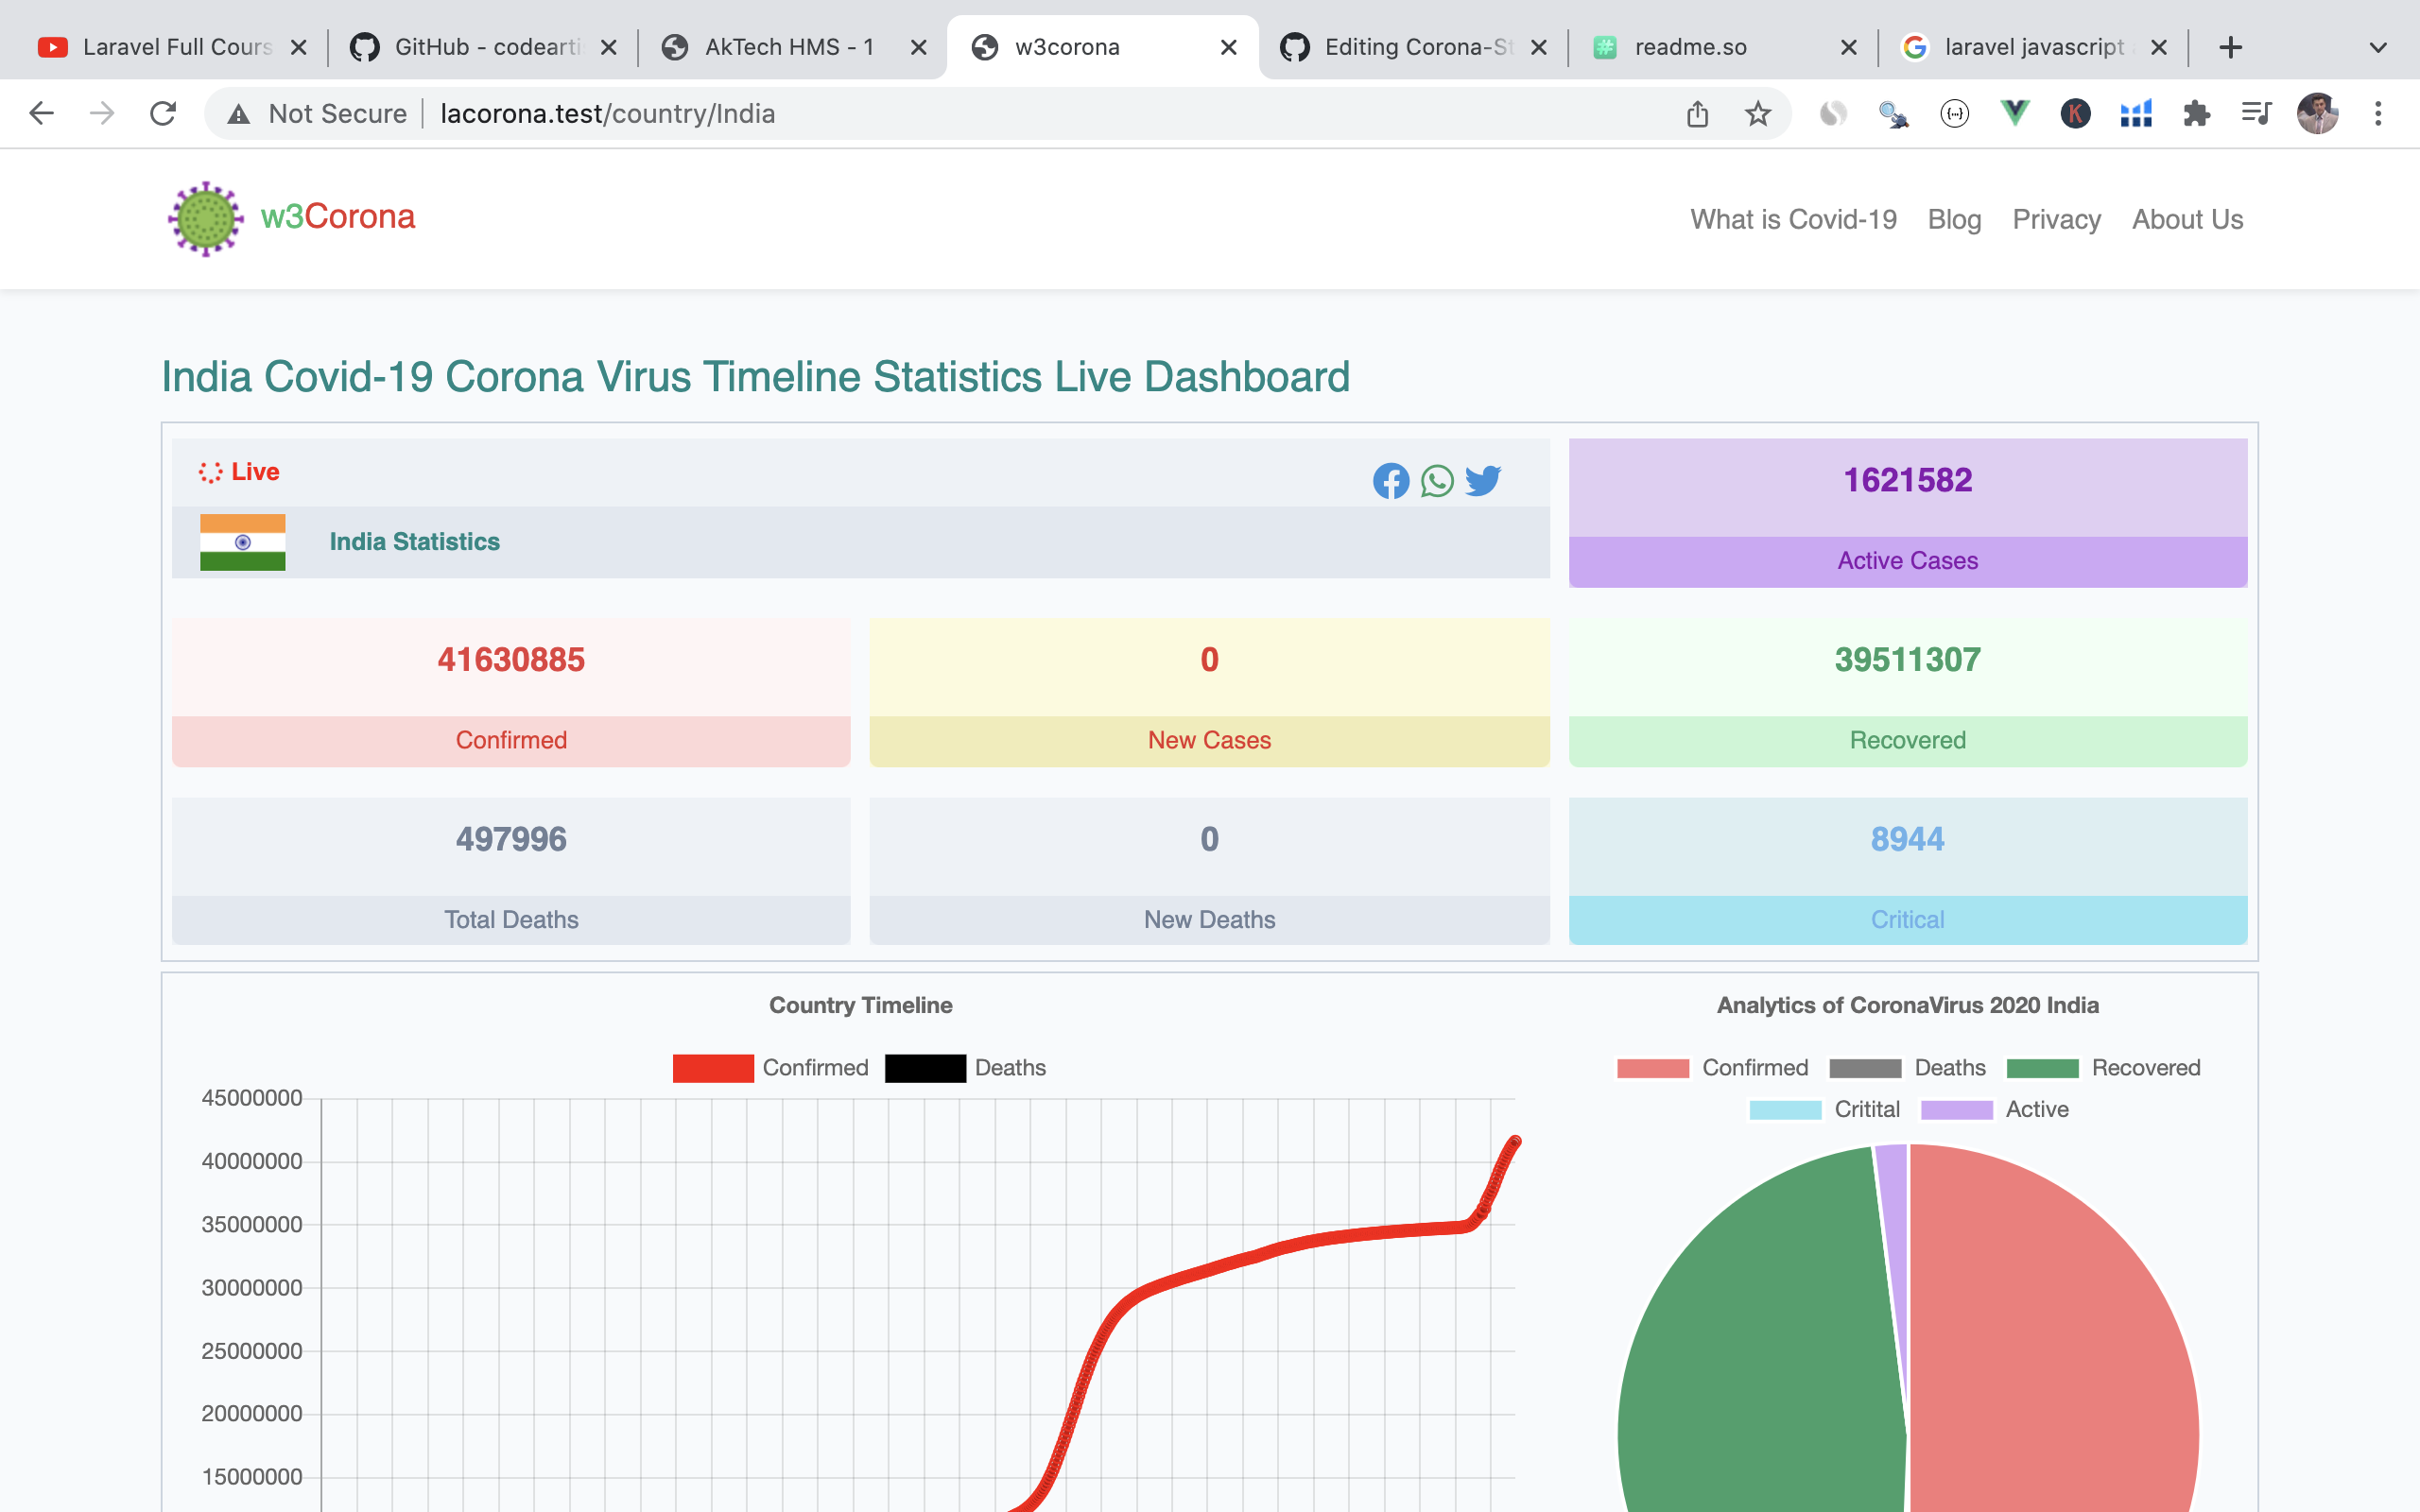 Laravel Full Cours
GitHub - codearti
AkTech HMS - 1
w3corona
Editing Corona-St
readme.so
laravel javascript
Not Secure
lacorona.test/country/India
w3Corona
What is Covid-19
Blog
Privacy
About Us
India Covid-19 Corona Virus Timeline Statistics Live Dashboard
Live
India Statistics
1621582
Active Cases
41630885
Confirmed
0
New Cases
39511307
Recovered
497996
Total Deaths
0
New Deaths
8944
Critical
Country Timeline
Confirmed
Deaths
45000000
40000000
35000000
30000000
25000000
20000000
15000000
Analytics of CoronaVirus 2020 India
Confirmed
Deaths
Recovered
Critital
Active